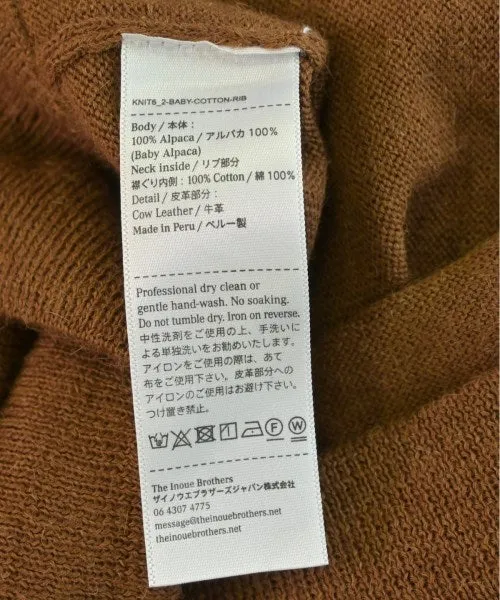 KNIT6_2-BABY-COTTON-RIB
Body / 本体 :
100% Alpaca / アルパカ 100%
(Baby Alpaca)
Neck inside / リブ部分
襟ぐり内側 : 100% Cotton / 綿 100%
Detail / 皮革部分 :
Cow Leather / 牛革
Made in Peru / ペルー製
Professional dry clean or
gentle hand-wash. No soaking.
Do not tumble dry. Iron on reverse.
中性洗剤をご使用の上、手洗いに
よる単独洗いをお勧めいたします。
アイロンをご使用の際は、あて
布をご使用下さい。皮革部分への
アイロンのご使用はお避け下さい。
つけ置き禁止。
F W
The Inoue Brothers
ザイノウエブラザーズジャパン株式会社
06 4307 4775
message@theinouebrothers.net
theinouebrothers.net